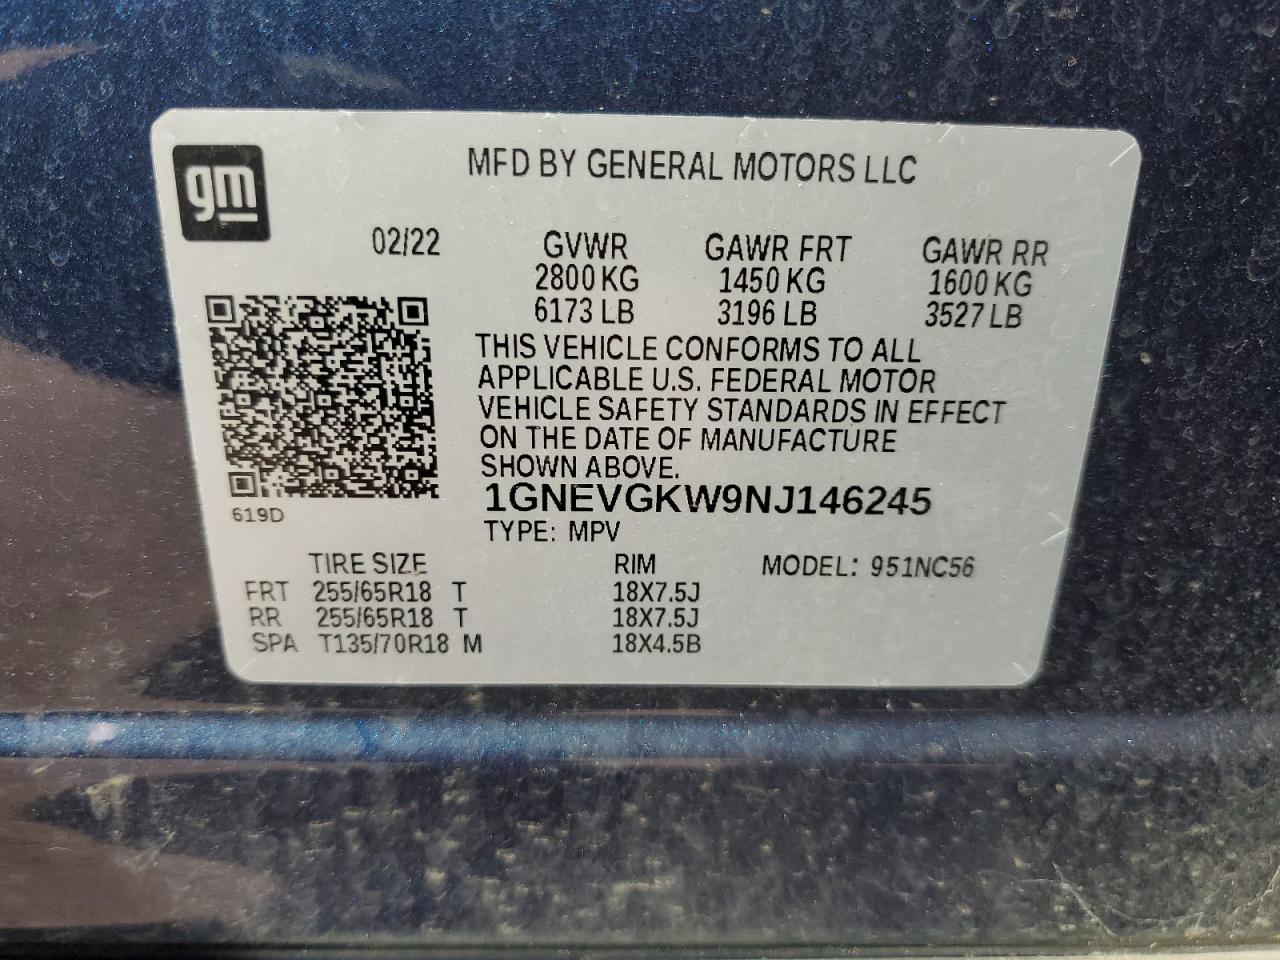 gm
MFD BY GENERAL MOTORS LLC
02/22 GVWR GAWR FRT GAWR RR
2800 KG 1450 KG 1600 KG
6173 LB 3196 LB 3527 LB
THIS VEHICLE CONFORMS TO ALL
APPLICABLE U.S. FEDERAL MOTOR
VEHICLE SAFETY STANDARDS IN EFFECT
ON THE DATE OF MANUFACTURE
SHOWN ABOVE.
1GNEVGKW9NJ146245
619D
TYPE: MPV
TIRE SIZE RIM MODEL: 951NC56
FRT 255/65R18 T 18X7.5J
RR 255/65R18 T 18X7.5J
SPA T135/70R18 M 18X4.5B